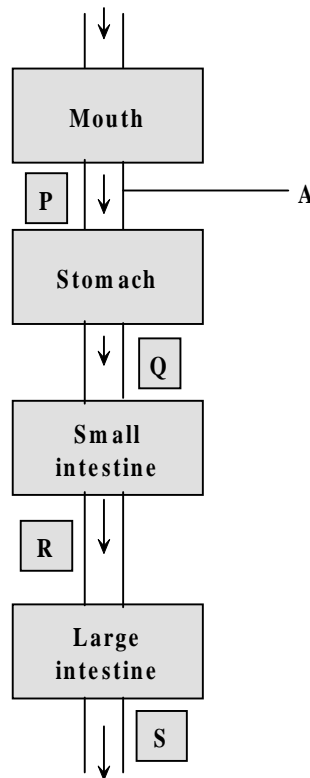 Mouth
P
A
Stomach
Q
Small
intestine
R
Large
intestine
S